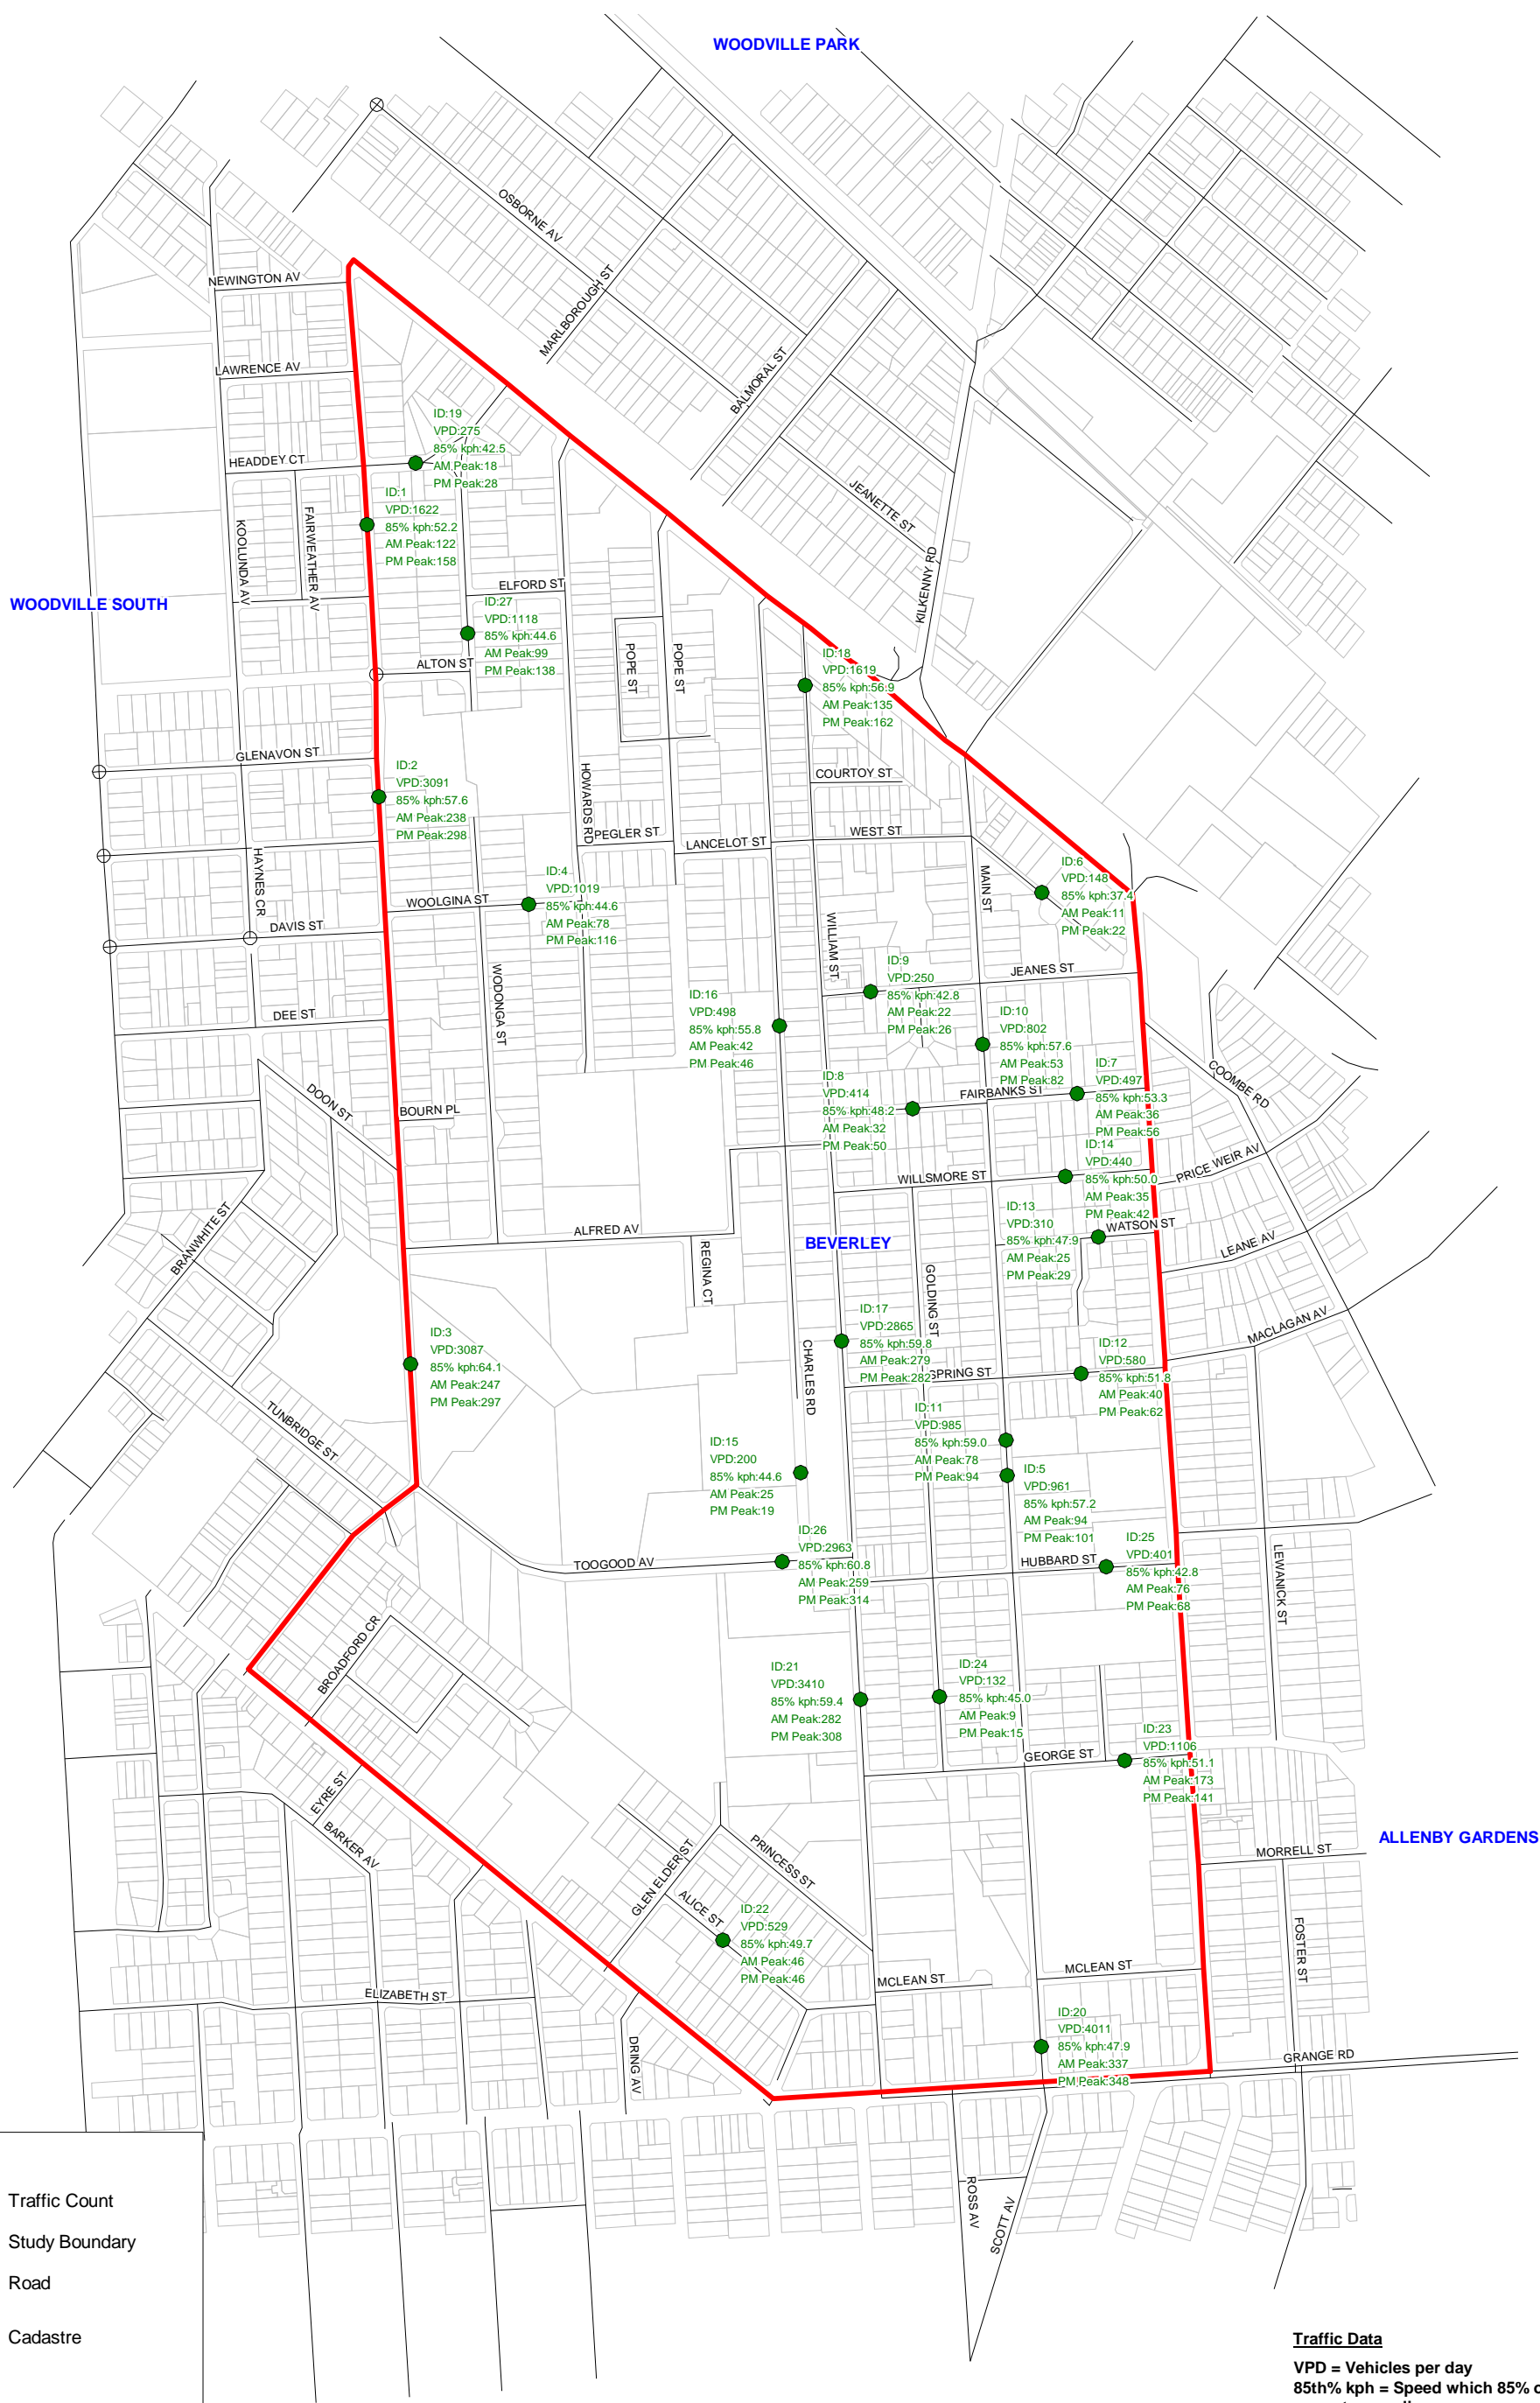 WOODVILLE PARK
OSBORNE AV
NEWINGTON AV
MARLBOROUGH ST
LAWRENCE AV
BALMORAL ST
ID:19
VPD:275
85% kph:42.5
AM Peak:18
PM Peak:28
HEADDEY CT
JEANETTE ST
ID:1
VPD:1622
85% kph:52.2
AM Peak:122
PM Peak:158
KOOLUNDA AV
FAIRWEATHER AV
KILKENNY RD
WOODVILLE SOUTH
ELFORD ST
ID:27
VPD:1118
85% kph:44.6
AM Peak:99
PM Peak:138
ALTON ST
POPE ST
POPE ST
ID:18
VPD:1619
85% kph:56.9
AM Peak:135
PM Peak:162
GLENAVON ST
ID:2
VPD:3091
85% kph:57.6
AM Peak:238
PM Peak:298
HOWARDS RD
COURTOY ST
PEGLER ST
LANCELOT ST
WEST ST
HAYNES CR
MAIN ST
ID:6
VPD:148
85% kph:37.4
AM Peak:11
PM Peak:22
ID:4
VPD:1019
85% kph:44.6
AM Peak:78
PM Peak:116
WOOLGINA ST
DAVIS ST
WILLIAM ST
WODONGA ST
JEANES ST
ID:9
VPD:250
85% kph:42.8
AM Peak:22
PM Peak:26
ID:16
VPD:498
85% kph:55.8
AM Peak:42
PM Peak:46
DEE ST
ID:10
VPD:802
85% kph:57.6
AM Peak:53
PM Peak:82
ID:7
VPD:497
85% kph:53.3
AM Peak:36
PM Peak:56
COOMBE RD
DOON ST
BOURN PL
ID:8
VPD:414
85% kph:48.2
AM Peak:32
PM Peak:50
FAIRBANKS ST
ID:14
VPD:440
85% kph:50.0
AM Peak:35
PM Peak:42
PRICE WEIR AV
WILLSMORE ST
BRANWHITE ST
ALFRED AV
BEVERLEY
ID:13
VPD:310
85% kph:47.9
AM Peak:25
PM Peak:29
WATSON ST
LEANE AV
REGINA CT
GOLDING ST
MACLAGAN AV
ID:3
VPD:3087
85% kph:64.1
AM Peak:247
PM Peak:297
ID:17
VPD:2865
85% kph:59.8
AM Peak:279
PM Peak:282
CHARLES RD
SPRING ST
ID:12
VPD:580
85% kph:51.8
AM Peak:40
PM Peak:62
TUNBRIDGE ST
ID:11
VPD:985
85% kph:59.0
AM Peak:78
PM Peak:94
ID:15
VPD:200
85% kph:44.6
AM Peak:25
PM Peak:19
ID:5
VPD:961
85% kph:57.2
AM Peak:94
PM Peak:101
ID:26
VPD:2963
85% kph:60.8
AM Peak:259
PM Peak:314
TOOGOOD AV
HUBBARD ST
ID:25
VPD:401
85% kph:42.8
AM Peak:76
PM Peak:68
LEWANICK ST
BROADFORD CR
ID:21
VPD:3410
85% kph:59.4
AM Peak:282
PM Peak:308
ID:24
VPD:132
85% kph:45.0
AM Peak:9
PM Peak:15
ID:23
VPD:1106
85% kph:51.1
AM Peak:173
PM Peak:141
GEORGE ST
EYRE ST
BARKER AV
ALLENBY GARDENS
MORRELL ST
GLEN ELDER ST
PRINCESS ST
ALICE ST
ID:22
VPD:529
85% kph:49.7
AM Peak:46
PM Peak:46
FOSTER ST
MCLEAN ST
MCLEAN ST
ELIZABETH ST
ID:20
VPD:4011
85% kph:47.9
AM Peak:337
PM Peak:348
DRING AV
GRANGE RD
ROSS AV
SCOTT AV
Traffic Count
Study Boundary
Road
Cadastre
Traffic Data
VPD = Vehicles per day
85th% kph = Speed which 85%